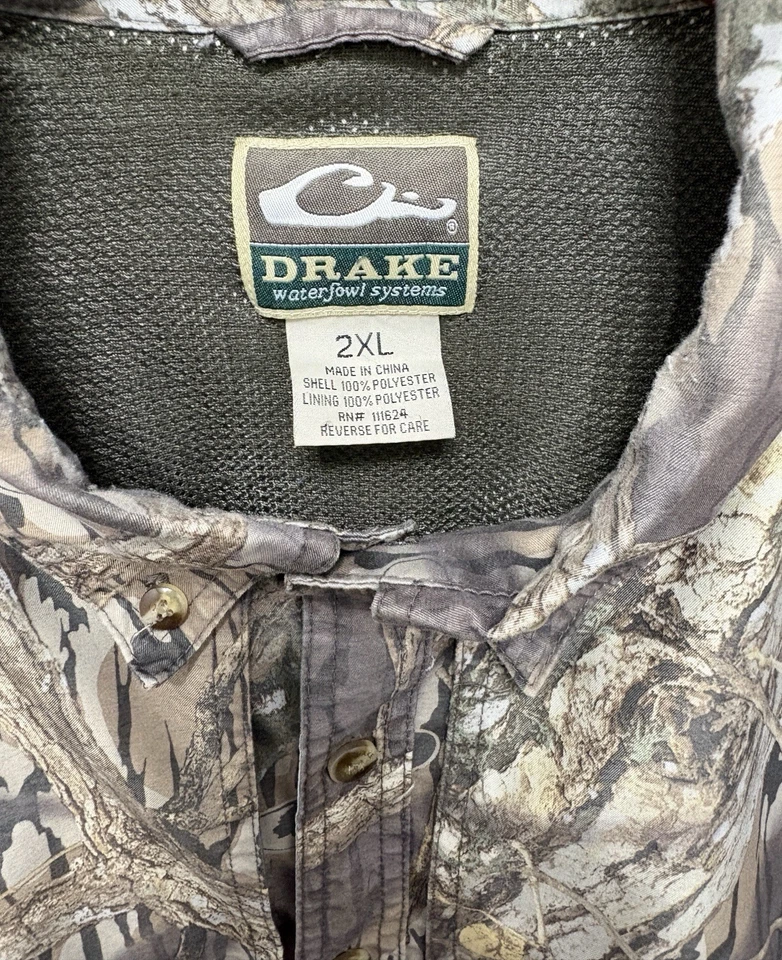 ®
DRAKE
waterfowl systems
2XL
MADE IN CHINA
SHELL 100% POLYESTER
LINING 100% POLYESTER
RN# 111624
REVERSE FOR CARE